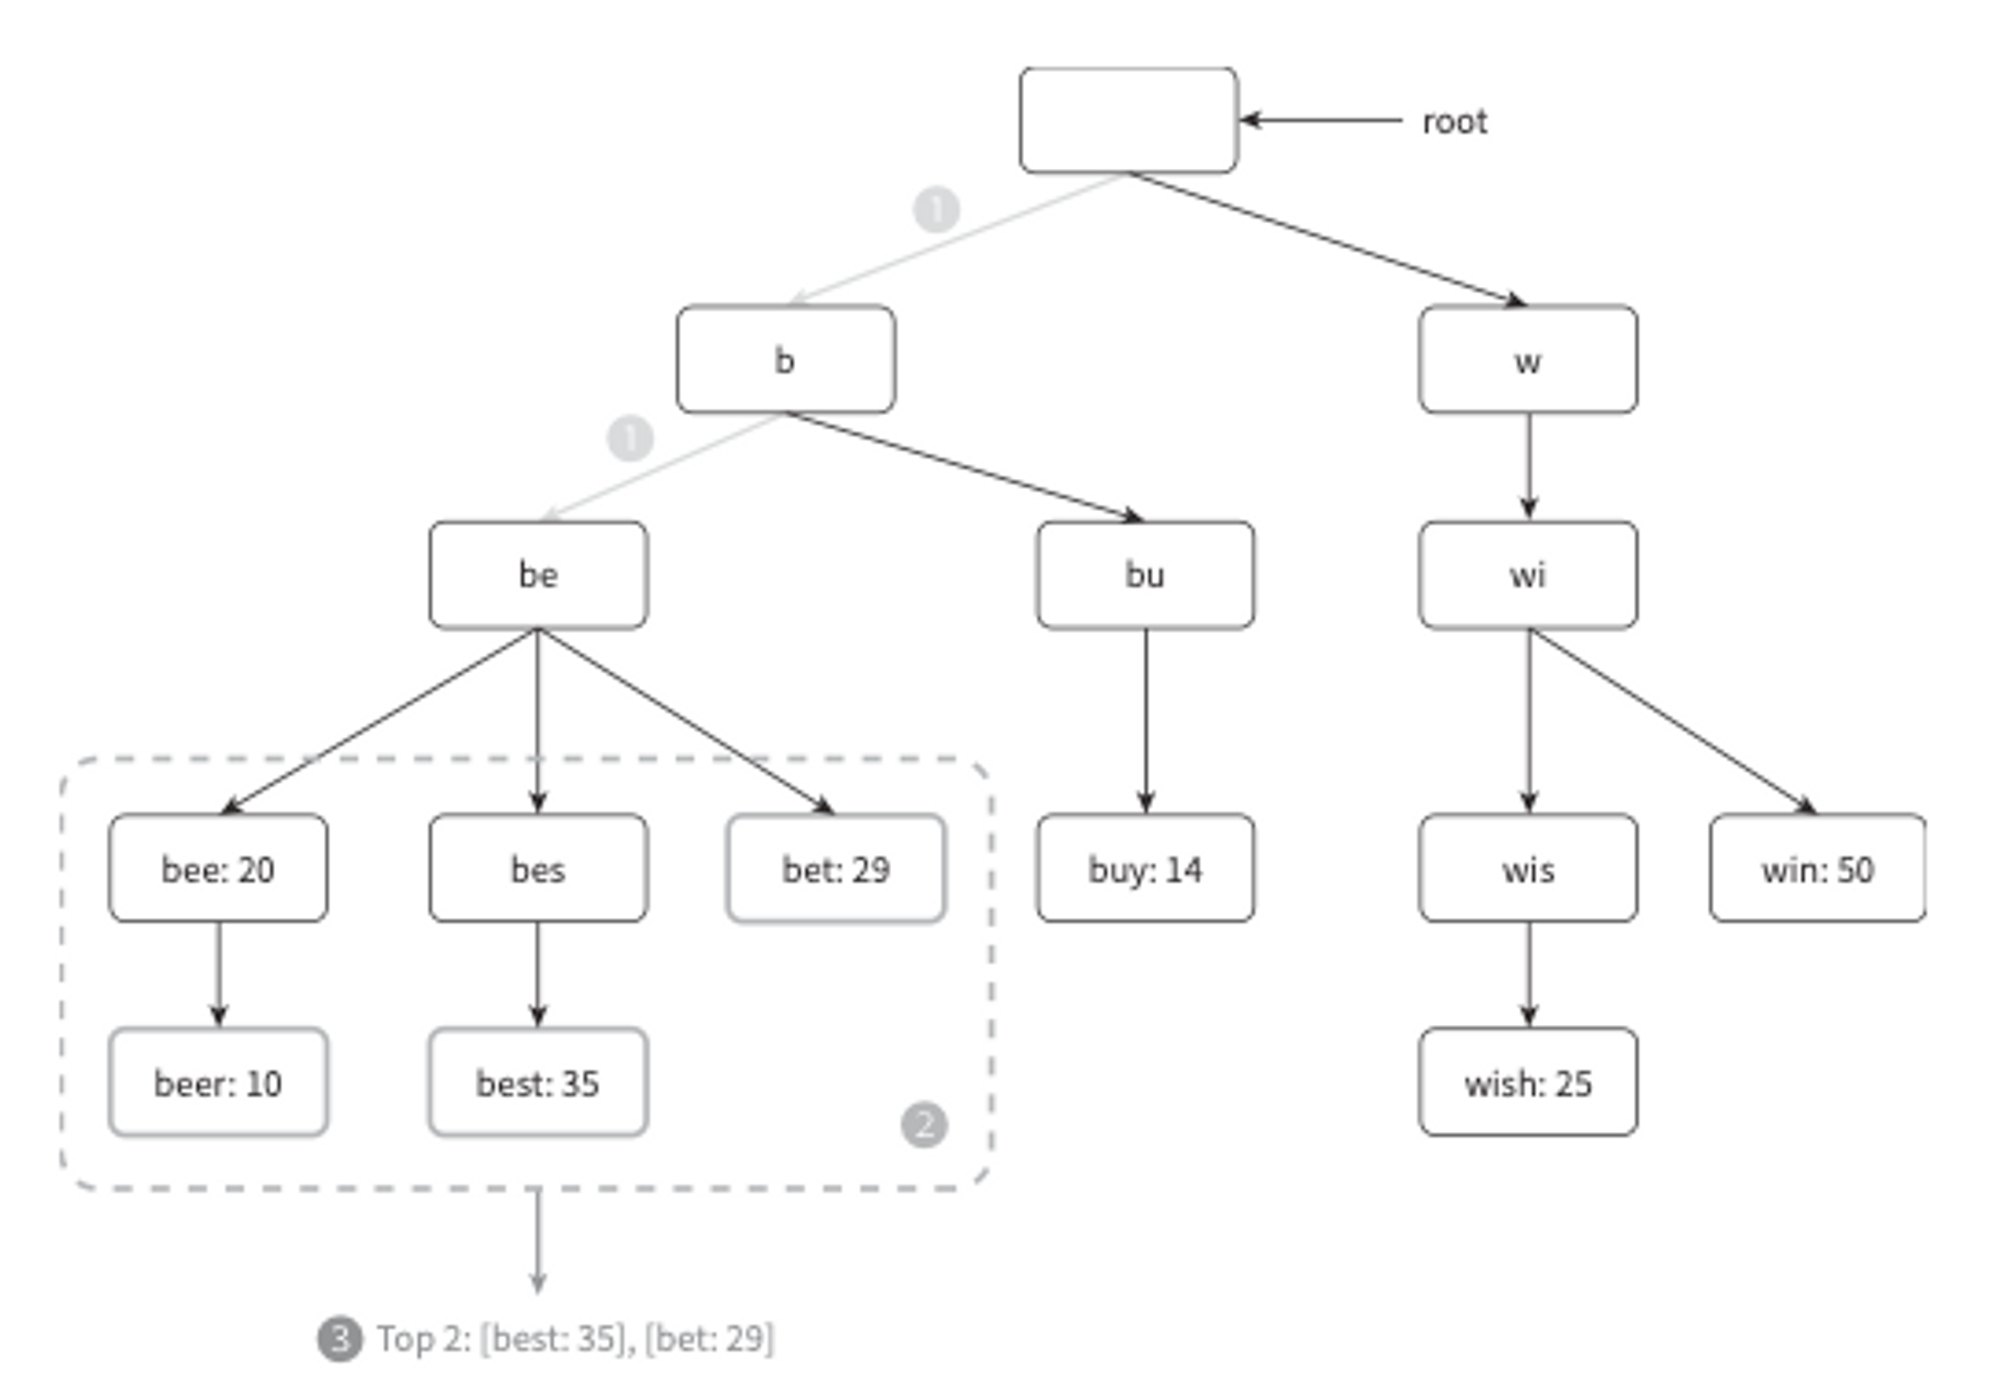 root
1
b
w
1
be
bu
wi
bee: 20
bes
bet: 29
buy: 14
wis
win: 50
beer: 10
best: 35
wish: 25
2
3 Top 2: [best: 35], [bet: 29]